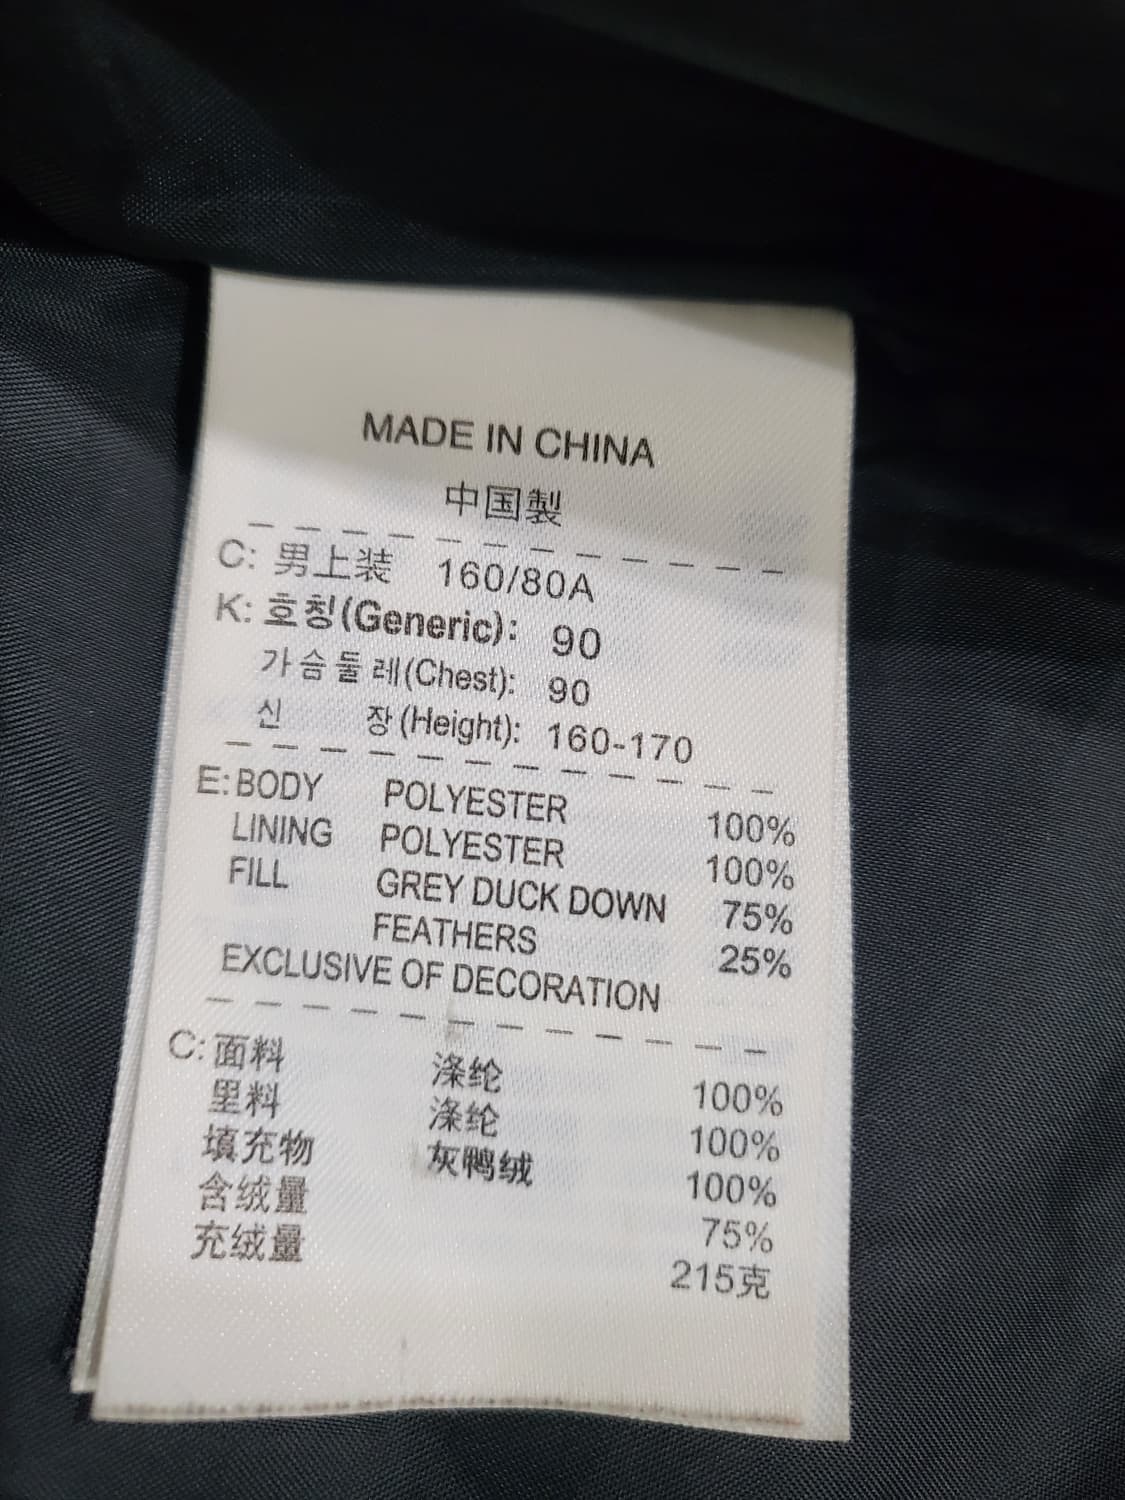 MADE IN CHINA
中国製
C: 男上装 160/80A
K: 호칭(Generic): 90
가슴둘레(Chest): 90
신 장(Height): 160-170
E: BODY POLYESTER 100%
LINING POLYESTER 100%
FILL GREY DUCK DOWN 75%
FEATHERS 25%
EXCLUSIVE OF DECORATION
C: 面料 涤纶 100%
里料 涤纶 100%
填充物 灰鸭绒 100%
含绒量 75%
充绒量 215克